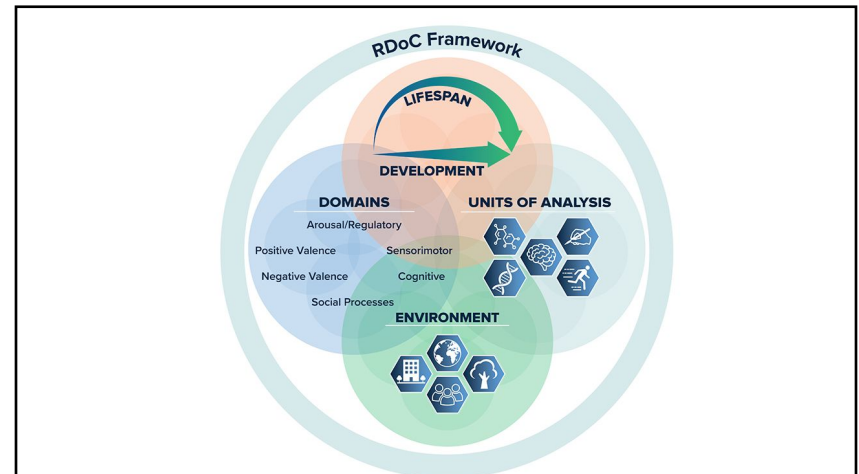 RDoC Framework
LIFESPAN
DEVELOPMENT
DOMAINS
Arousal/Regulatory
Positive Valence
Sensorimotor
Negative Valence
Cognitive
Social Processes
UNITS OF ANALYSIS
ENVIRONMENT